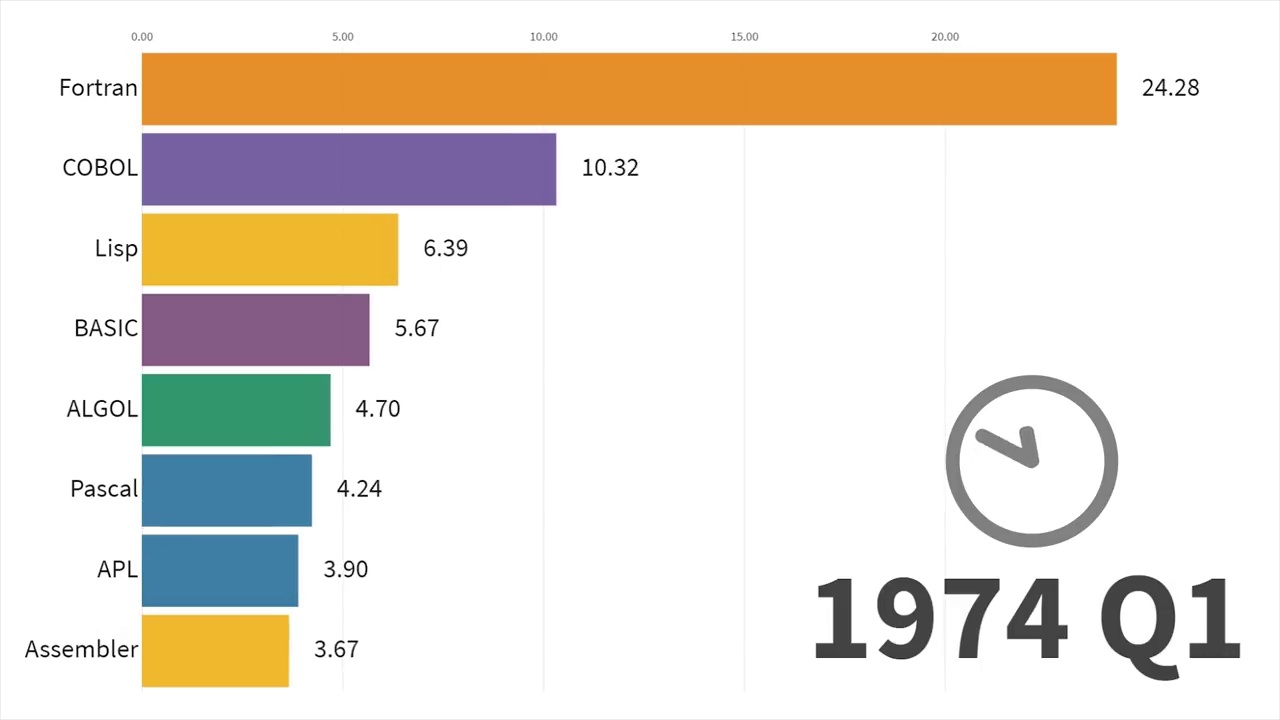 0.00 5.00 10.00 15.00 20.00
Fortran 24.28
COBOL 10.32
Lisp 6.39
BASIC 5.67
ALGOL 4.70
Pascal 4.24
APL 3.90
Assembler 3.67
1974 Q1